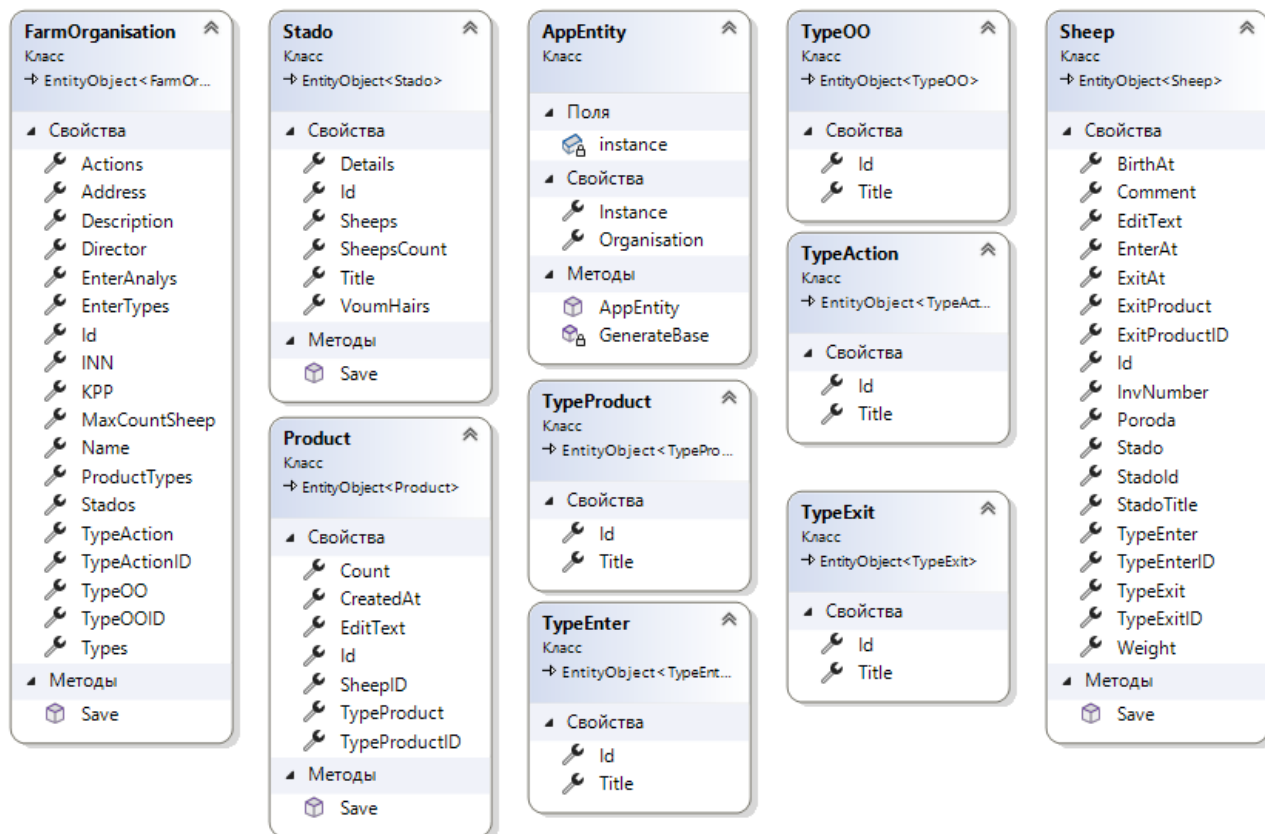 FarmOrganisation
Класс
EntityObject<FarmOr...
Свойства
Actions
Address
Description
Director
EnterAnalys
EnterTypes
Id
INN
KPP
MaxCountSheep
Name
ProductTypes
Stados
TypeAction
TypeActionID
TypeOO
TypeOOID
Types
Методы
Save
Stado
Класс
EntityObject<Stado>
Свойства
Details
Id
Sheeps
SheepsCount
Title
VoumHairs
Методы
Save
Product
Класс
EntityObject<Product>
Свойства
Count
CreatedAt
EditText
Id
SheepID
TypeProduct
TypeProductID
Методы
Save
AppEntity
Класс
Поля
instance
Свойства
Instance
Organisation
Методы
AppEntity
GenerateBase
TypeProduct
Класс
EntityObject<TypePro...
Свойства
Id
Title
TypeEnter
Класс
EntityObject<TypeEnt...
Свойства
Id
Title
TypeOO
Класс
EntityObject<TypeOO>
Свойства
Id
Title
TypeAction
Класс
EntityObject<TypeAct...
Свойства
Id
Title
TypeExit
Класс
EntityObject<TypeExit>
Свойства
Id
Title
Sheep
Класс
EntityObject<Sheep>
Свойства
BirthAt
Comment
EditText
EnterAt
ExitAt
ExitProduct
ExitProductID
Id
InvNumber
Poroda
Stado
StadoId
StadoTitle
TypeEnter
TypeEnterID
TypeExit
TypeExitID
Weight
Методы
Save